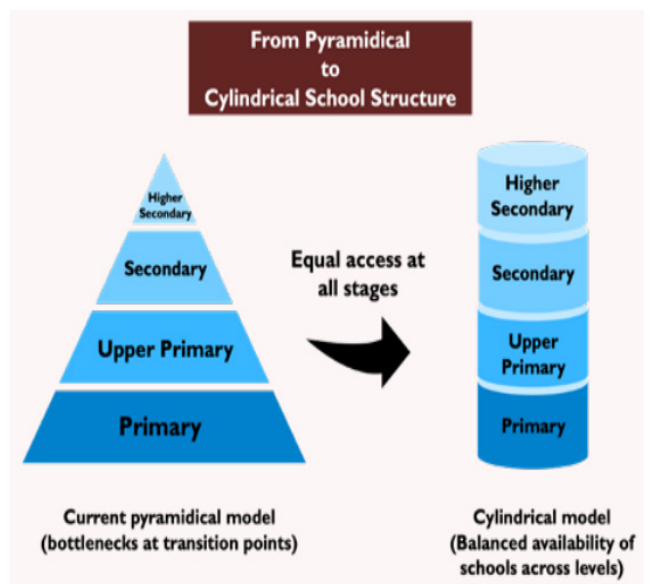 From Pyramidical
to
Cylindrical School Structure
Higher
Secondary
Secondary
Upper Primary
Primary
Current pyramidical model
(bottlenecks at transition points)
Equal access at
all stages
Higher
Secondary
Secondary
Upper
Primary
Primary
Cylindrical model
(Balanced availability of
schools across levels)